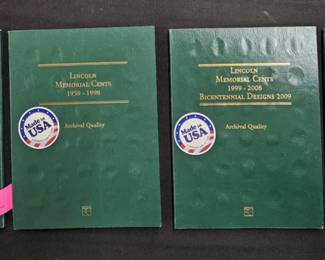 LINCOLN
MEMORIAL CENTS
1959 - 1998
Made in
USA
Archival Quality
LINCOLN
MEMORIAL CENTS
1999 - 2008
BICENTENNIAL DESIGNS 2009
Made in
USA
Archival Quality